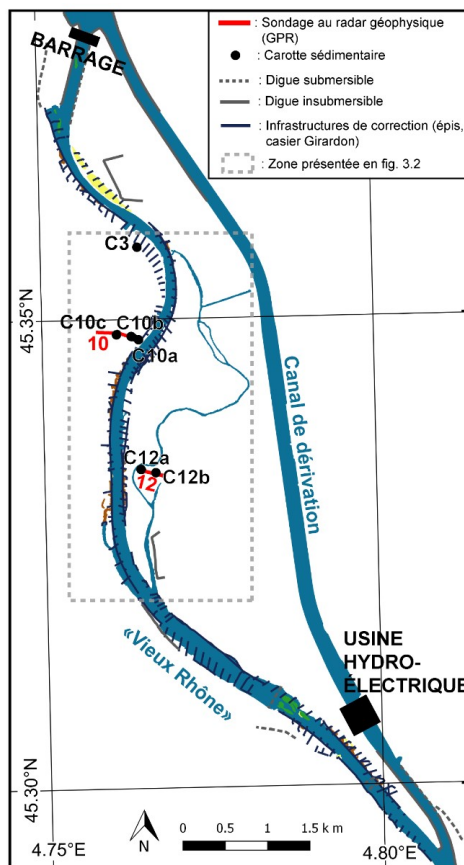 : Sondage au radar géophysique
(GPR)
: Carotte sédimentaire
: Digue submersible
: Digue insubmersible
: Infrastructures de correction (épis,
casier Girardon)
: Zone présentée en fig. 3.2
BARRAGE
C3
45.35°N
C10c
C10b
10
C10a
Canal de dérivation
C12a
12
C12b
«Vieux Rhône»
USINE
HYDRO-
ÉLECTRIQUE
45.30°N
N
0 0.5 1 1.5 km
4.75°E
4.80°E